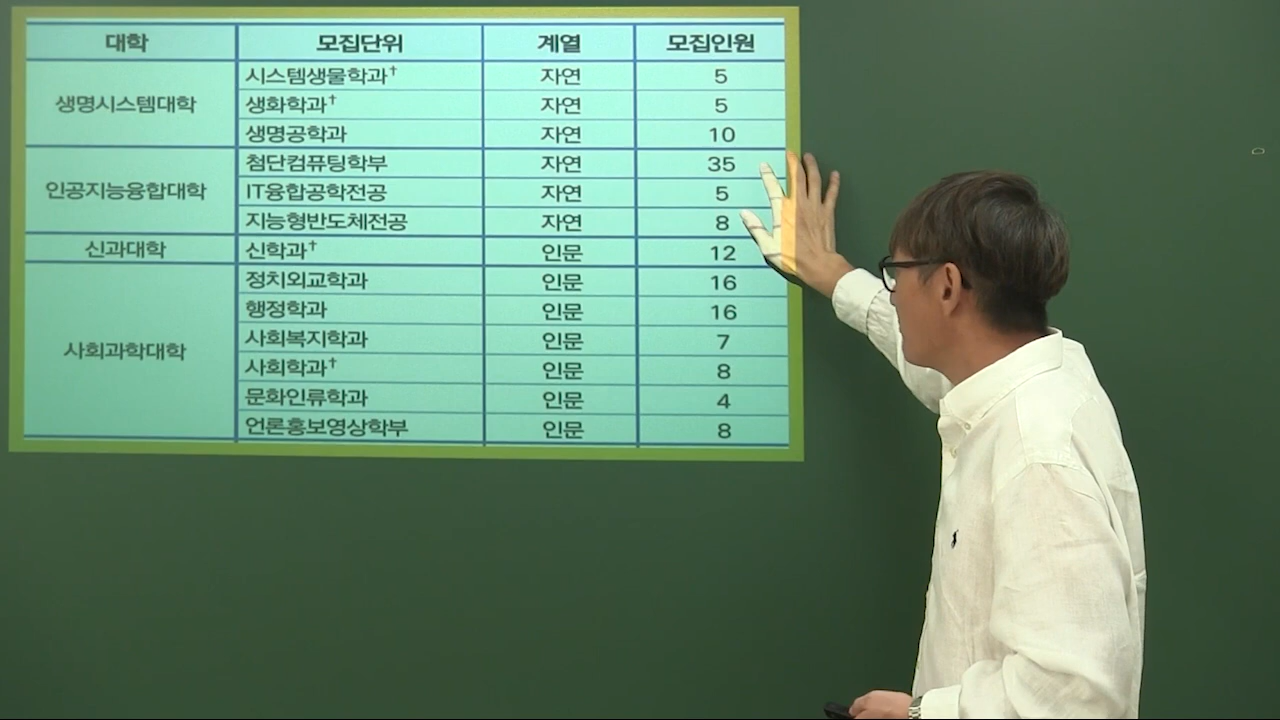 대학 모집단위 계열 모집인원
생명시스템대학 시스템생물학과† 자연 5
생화학과† 자연 5
생명공학과 자연 10
인공지능융합대학 첨단컴퓨팅학부 자연 35
IT융합공학전공 자연 5
지능형반도체전공 자연 8
신과대학 신학과† 인문 12
사회과학대학 정치외교학과 인문 16
행정학과 인문 16
사회복지학과 인문 7
사회학과† 인문 8
문화인류학과 인문 4
언론홍보영상학부 인문 8